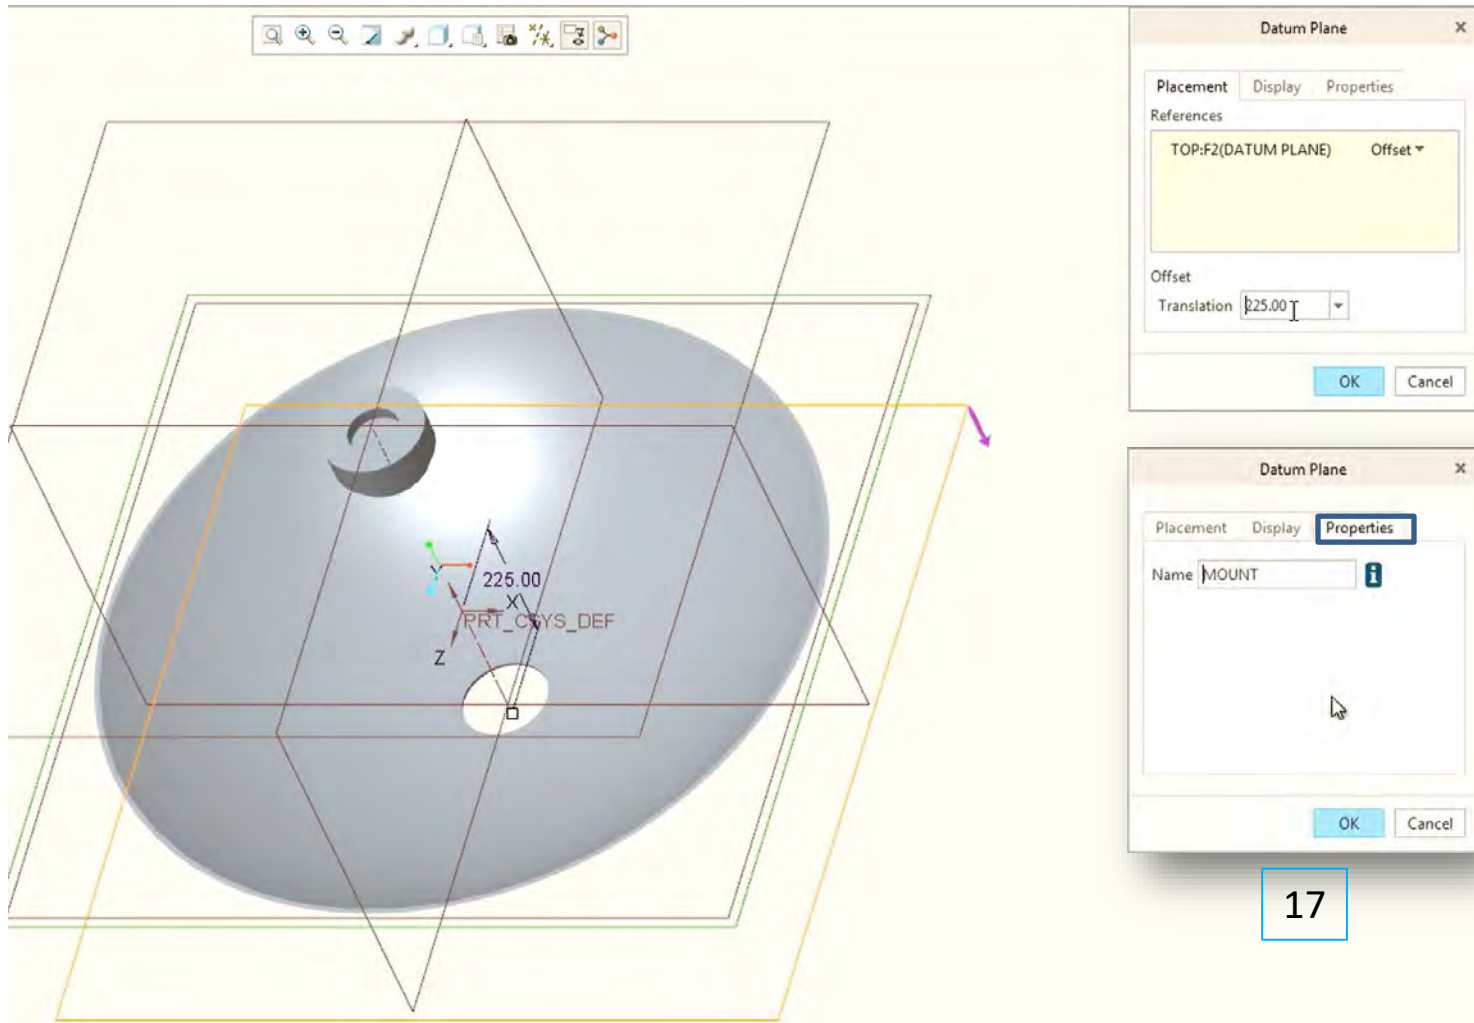 Datum Plane
Placement Display Properties
References
TOP:F2(DATUM PLANE) Offset
Offset
Translation 225.00
OK Cancel
225.00
Y
X
PRT_CSYS_DEF
Z
Datum Plane
Placement Display Properties
Name MOUNT
OK Cancel
17